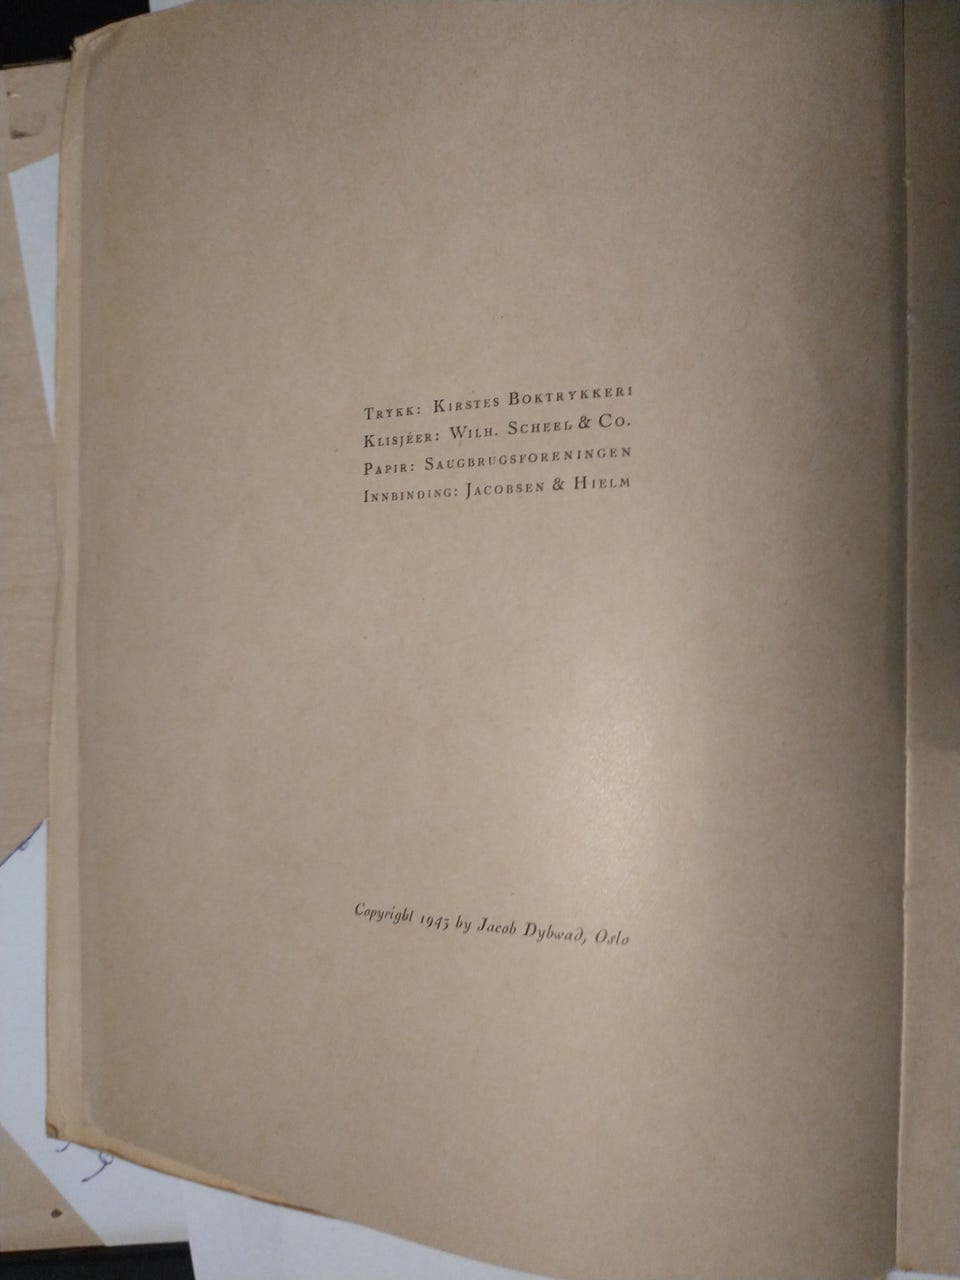 Trykk: Kirstes Boktrykkeri
Klisjéer: Wilh. Scheel & Co.
Papir: Saugbrugsforeningen
Innbinding: Jacobsen & Hielm
Copyright 1943 by Jacob Dybwad, Oslo